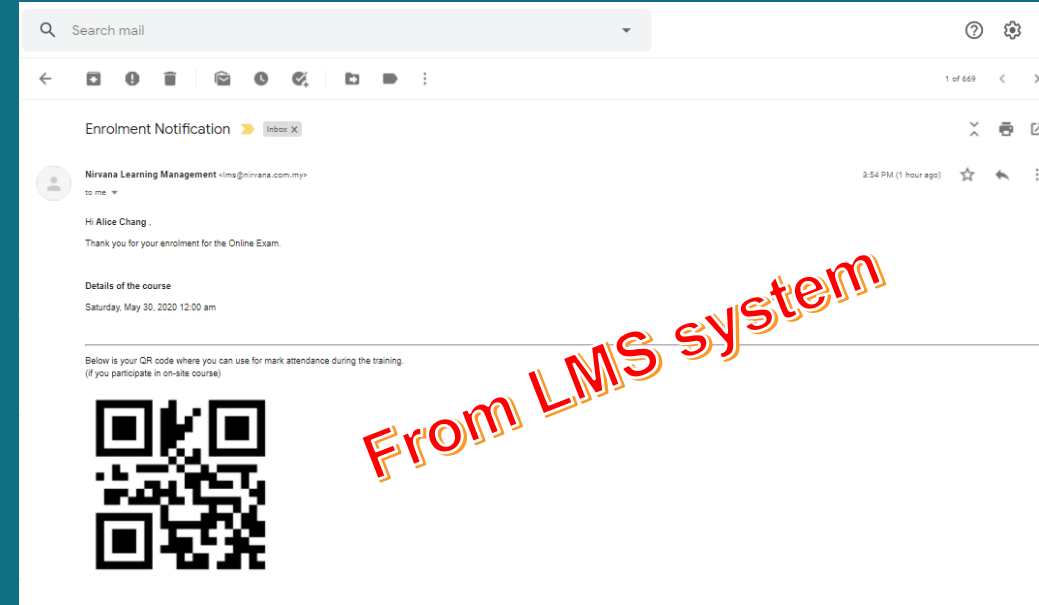 Search mail
1 of 669
Enrolment Notification Inbox X
Nirvana Learning Management <lms@nirvana.com.my>
3:54 PM (1 hour ago)
to me
Hi Alice Chang ,
Thank you for your enrolment for the Online Exam.
Details of the course
Saturday, May 30, 2020 12:00 am
From LMS system
Below is your QR code where you can use for mark attendance during the training.
(if you participate in on-site course)